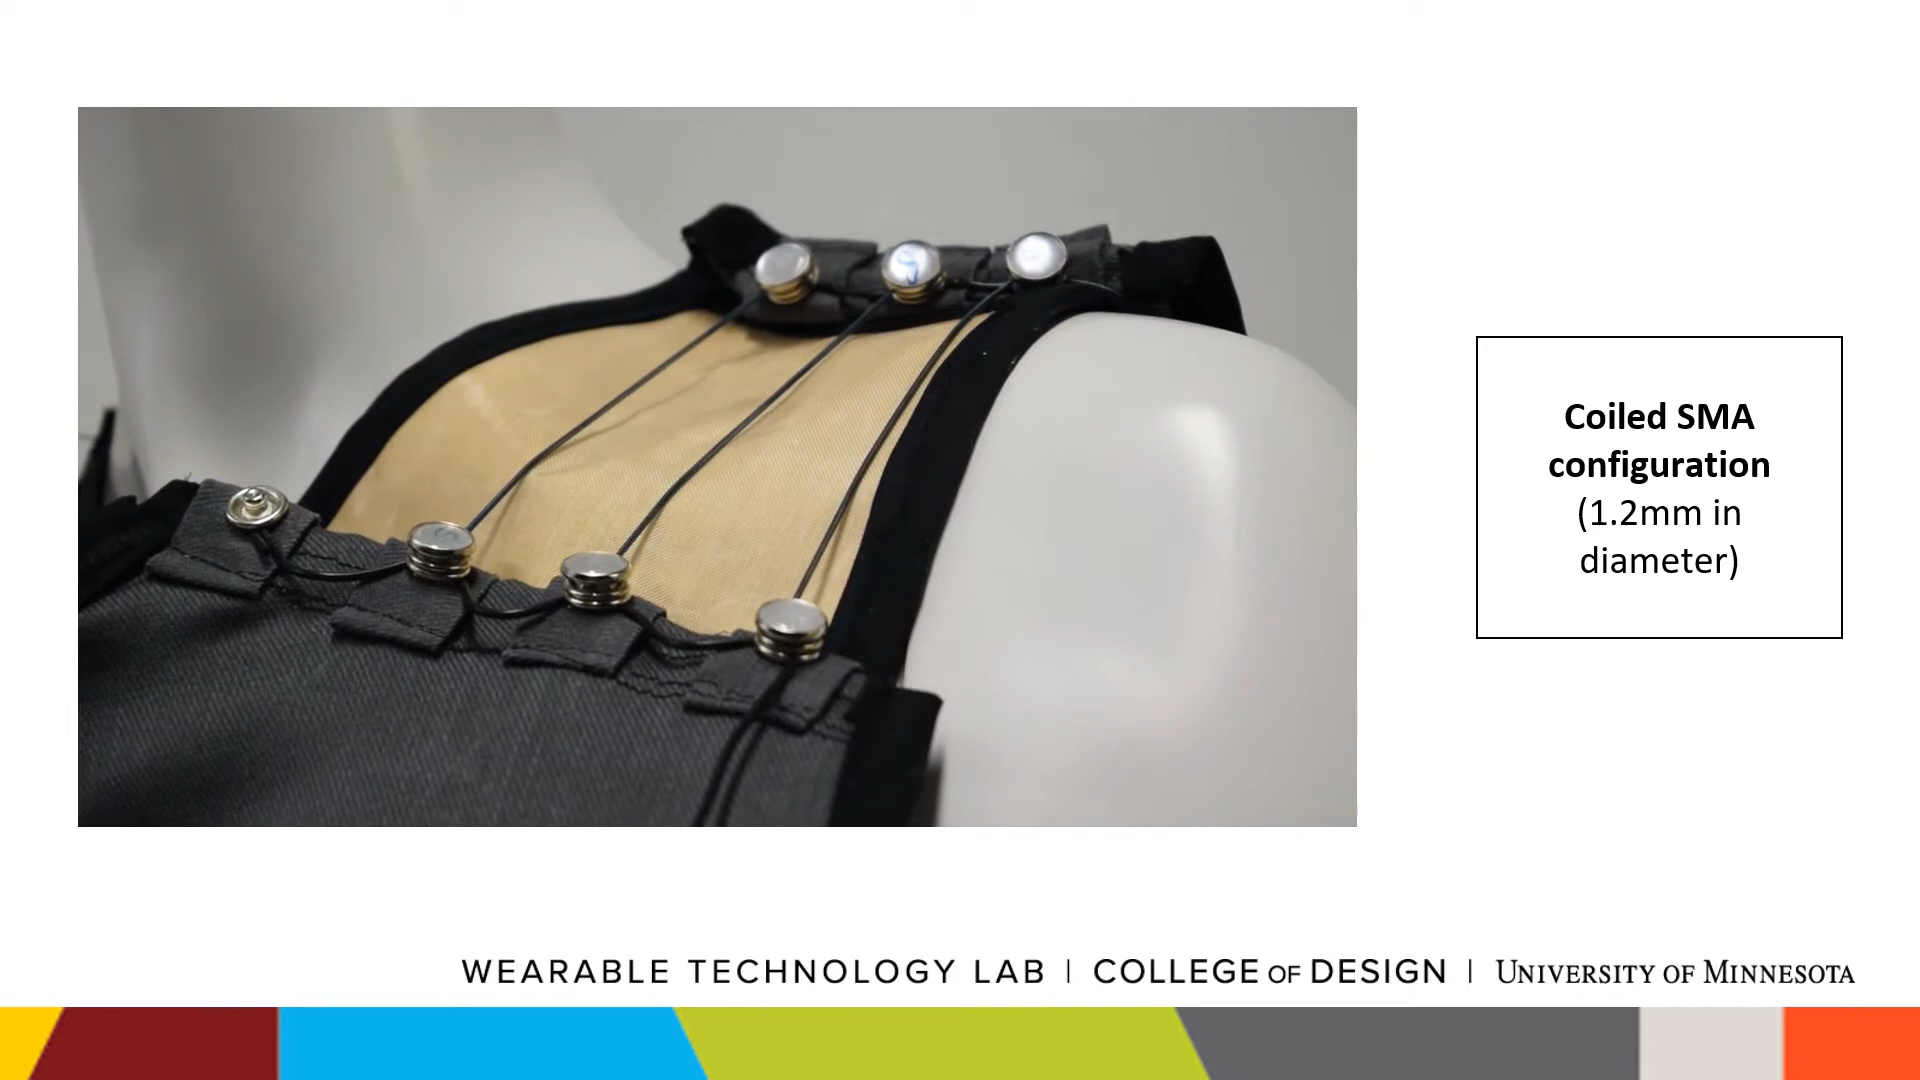 Coiled SMA
configuration
(1.2mm in
diameter)
WEARABLE TECHNOLOGY LAB | COLLEGE OF DESIGN | UNIVERSITY OF MINNESOTA